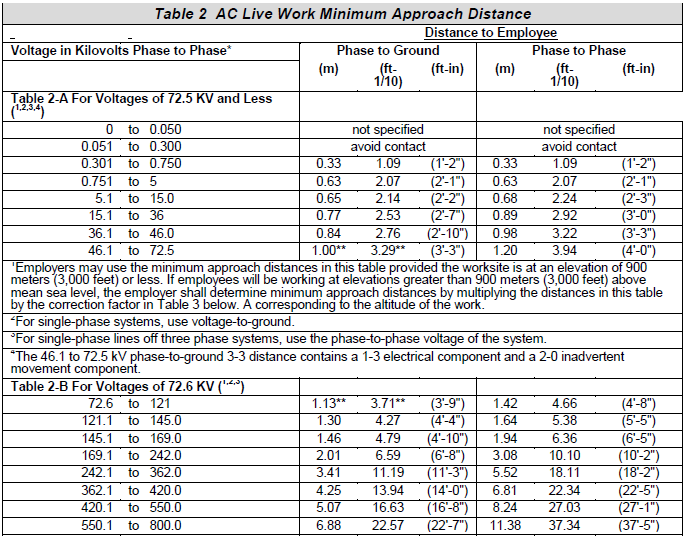 Table 2 AC Live Work Minimum Approach Distance
Distance to Employee
Voltage in Kilovolts Phase to Phase* Phase to Ground Phase to Phase
(m) (ft-1/10) (ft-in) (m) (ft-1/10) (ft-in)
Table 2-A For Voltages of 72.5 KV and Less
(1,2,3,4)
0 to 0.050 not specified not specified
0.051 to 0.300 avoid contact avoid contact
0.301 to 0.750 0.33 1.09 (1'-2") 0.33 1.09 (1'-2")
0.751 to 5 0.63 2.07 (2'-1") 0.63 2.07 (2'-1")
5.1 to 15.0 0.65 2.14 (2'-2") 0.68 2.24 (2'-3")
15.1 to 36 0.77 2.53 (2'-7") 0.89 2.92 (3'-0")
36.1 to 46.0 0.84 2.76 (2'-10") 0.98 3.22 (3'-3")
46.1 to 72.5 1.00** 3.29** (3'-3") 1.20 3.94 (4'-0")
1Employers may use the minimum approach distances in this table provided the worksite is at an elevation of 900
meters (3,000 feet) or less. If employees will be working at elevations greater than 900 meters (3,000 feet) above
mean sea level, the employer shall determine minimum approach distances by multiplying the distances in this table
by the correction factor in Table 3 below. A corresponding to the altitude of the work.
2For single-phase systems, use voltage-to-ground.
3For single-phase lines off three phase systems, use the phase-to-phase voltage of the system.
4The 46.1 to 72.5 kV phase-to-ground 3-3 distance contains a 1-3 electrical component and a 2-0 inadvertent
movement component.
Table 2-B For Voltages of 72.6 KV (1,2,3)
72.6 to 121 1.13** 3.71** (3'-9") 1.42 4.66 (4'-8")
121.1 to 145.0 1.30 4.27 (4'-4") 1.64 5.38 (5'-5")
145.1 to 169.0 1.46 4.79 (4'-10") 1.94 6.36 (6'-5")
169.1 to 242.0 2.01 6.59 (6'-8") 3.08 10.10 (10'-2")
242.1 to 362.0 3.41 11.19 (11'-3") 5.52 18.11 (18'-2")
362.1 to 420.0 4.25 13.94 (14'-0") 6.81 22.34 (22'-5")
420.1 to 550.0 5.07 16.63 (16'-8") 8.24 27.03 (27'-1")
550.1 to 800.0 6.88 22.57 (22'-7") 11.38 37.34 (37'-5")